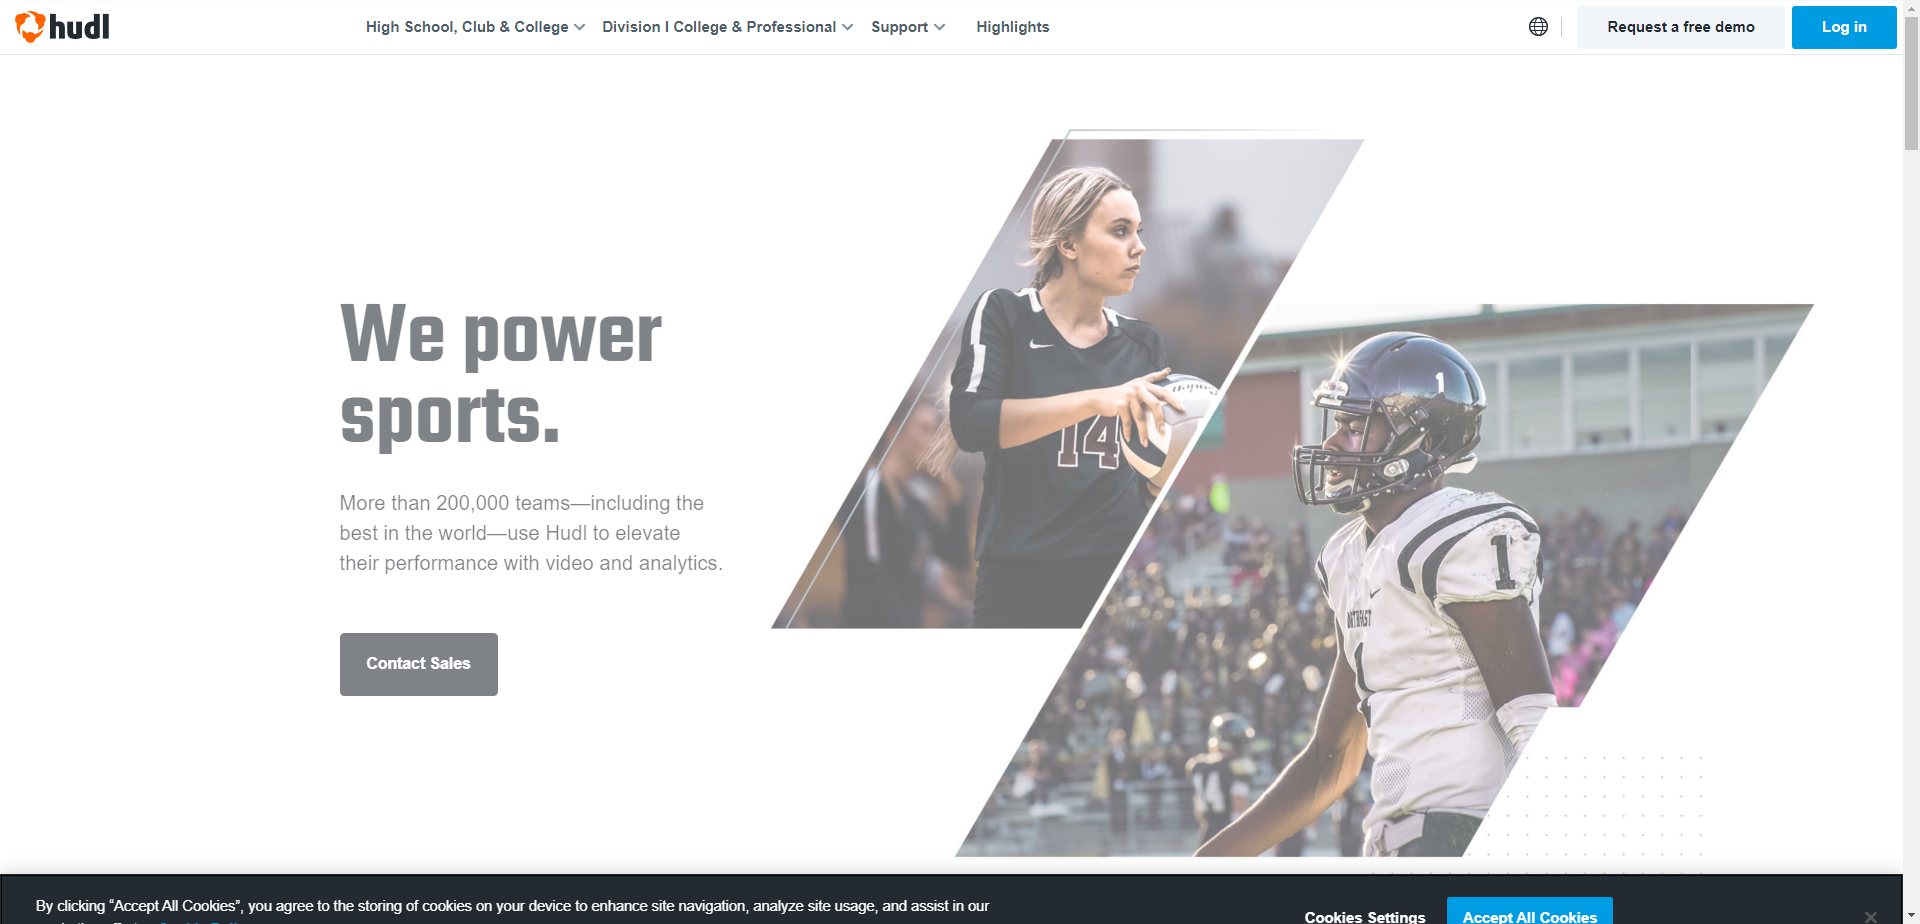 hudl
High School, Club & College
Division I College & Professional
Support
Highlights
Request a free demo
Log in
We power
sports.
More than 200,000 teams—including the
best in the world—use Hudl to elevate
their performance with video and analytics.
Contact Sales
14
1
1
1
14
By clicking “Accept All Cookies”, you agree to the storing of cookies on your device to enhance site navigation, analyze site usage, and assist in our
Cookies Settings
Accept All Cookies